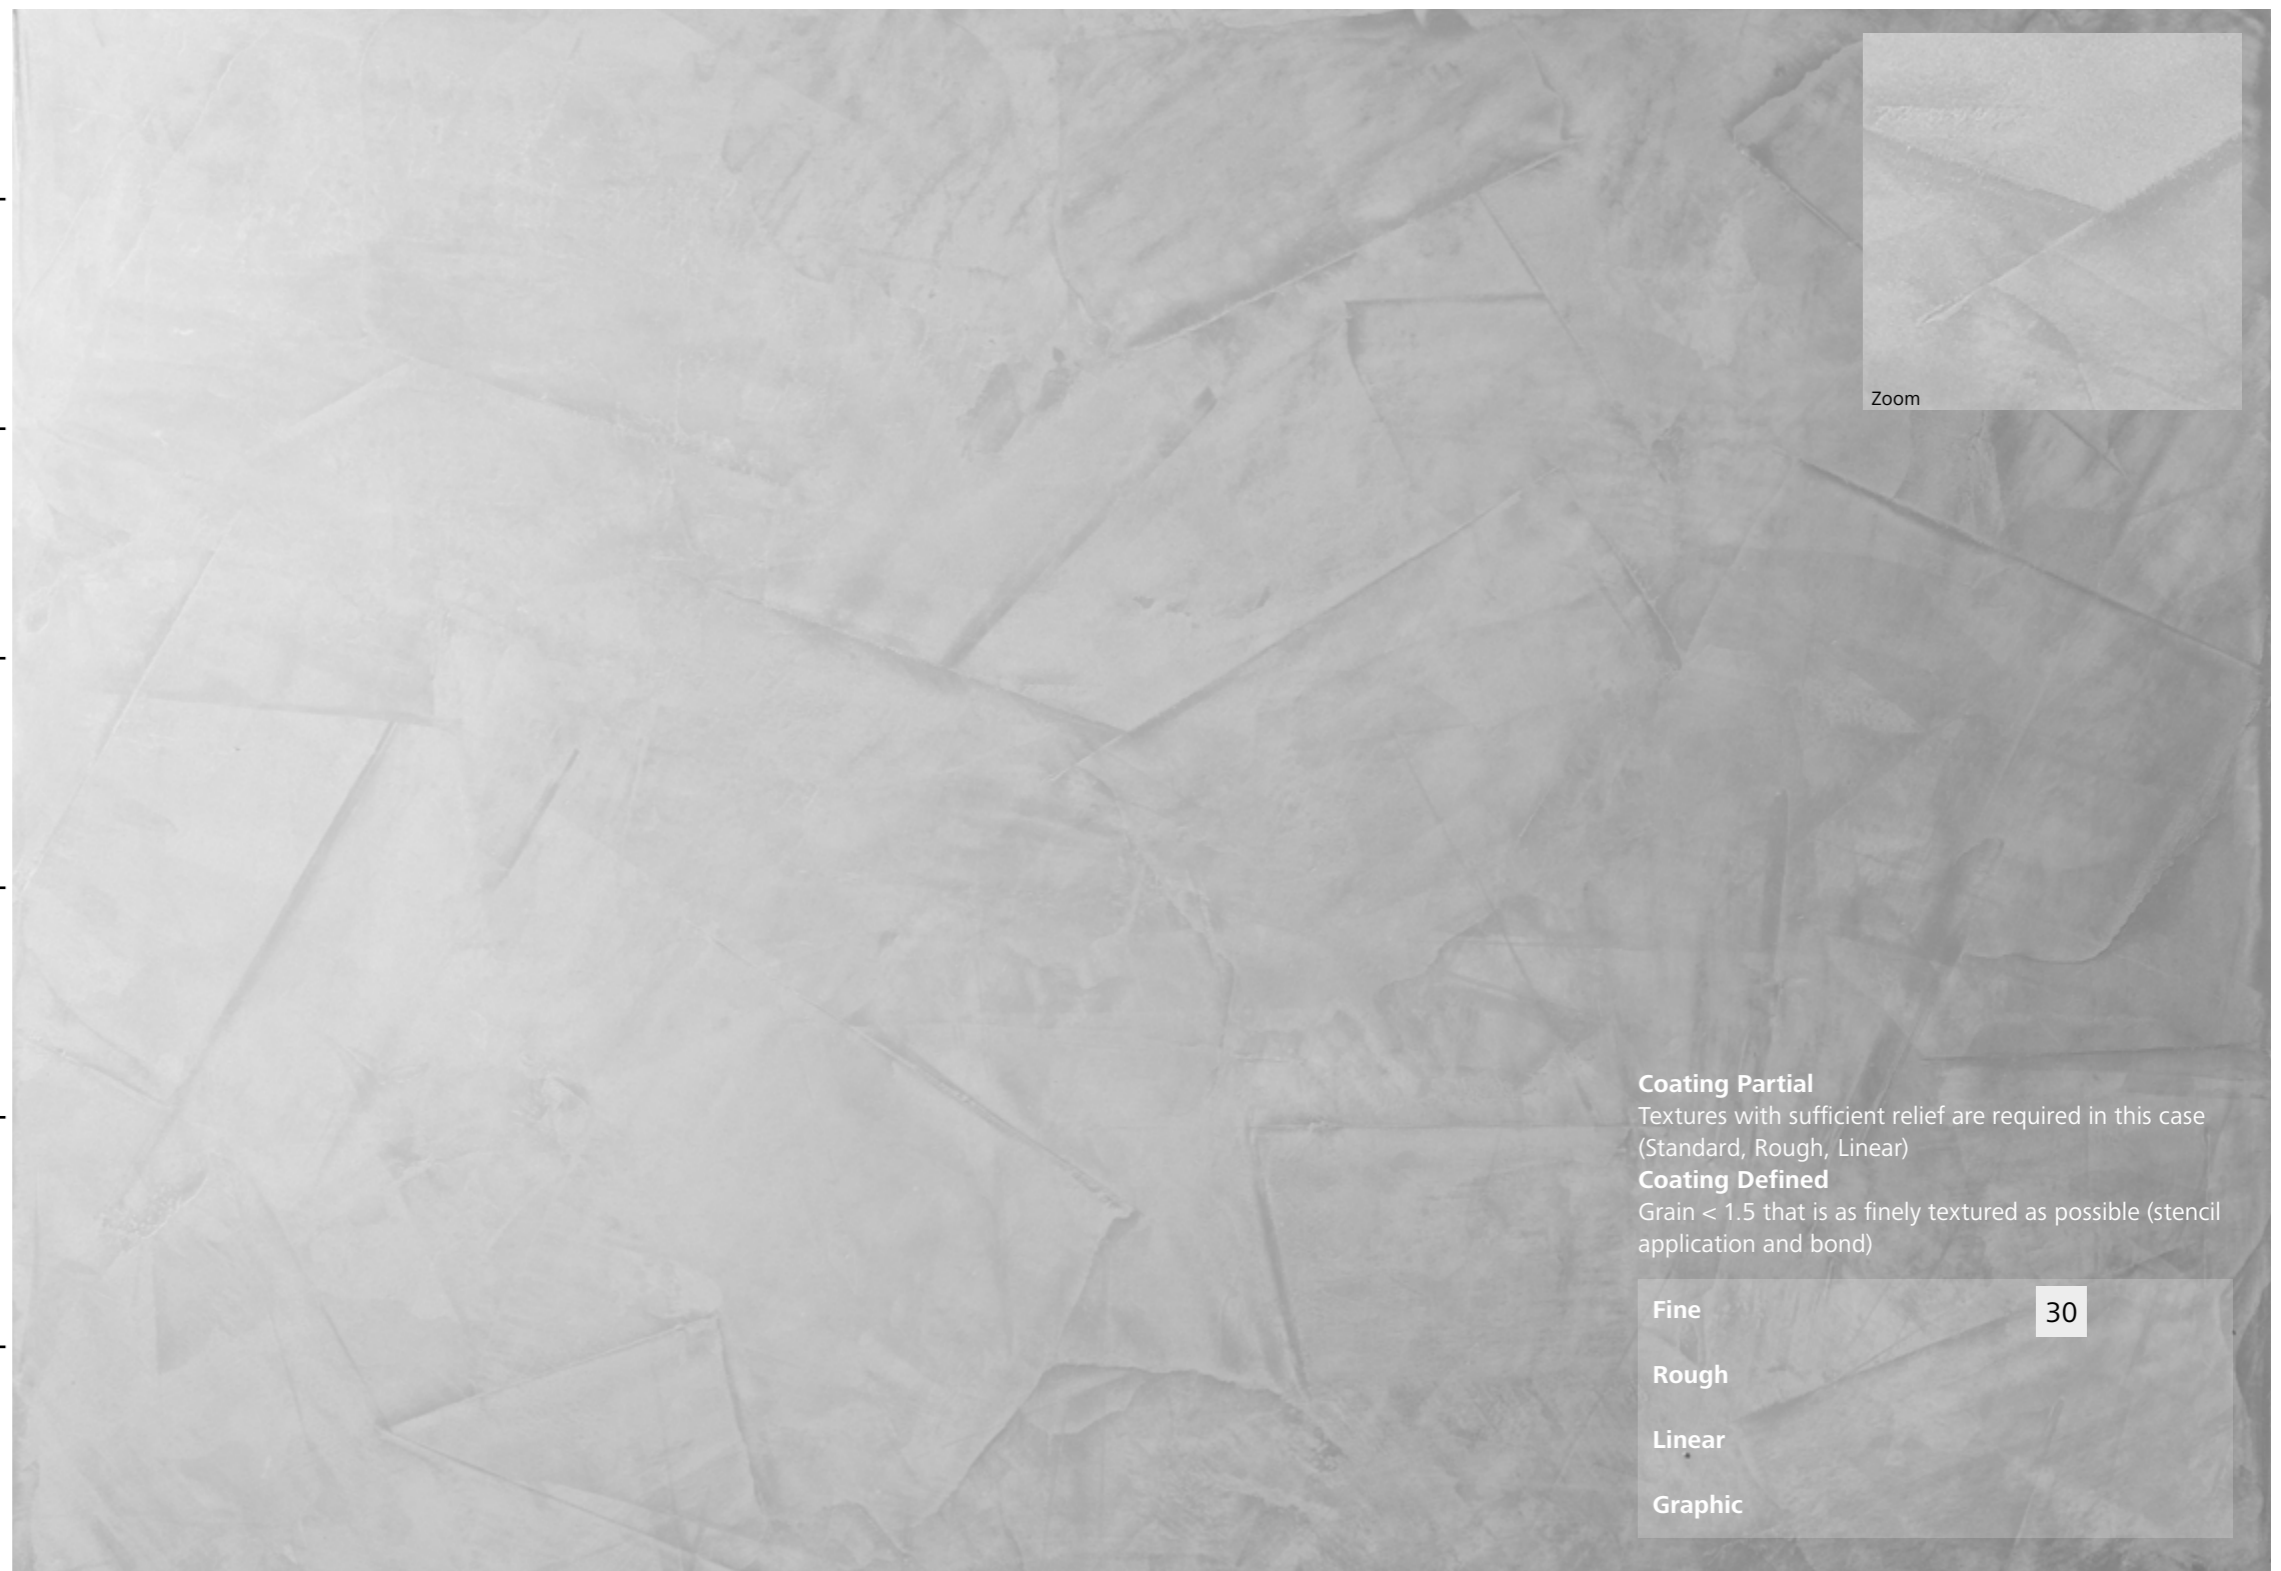 Zoom
Coating Partial
Textures with sufficient relief are required in this case
(Standard, Rough, Linear)
Coating Defined
Grain < 1.5 that is as finely textured as possible (stencil
application and bond)
Fine 30
Rough
Linear
Graphic